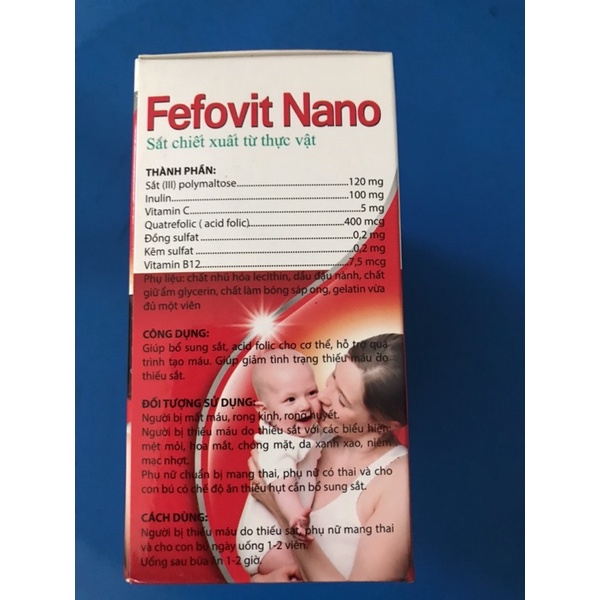 Fefovit Nano
Sắt chiết xuất từ thực vật
THÀNH PHẦN:
Sắt (III) polymaltose..............................120 mg
Inulin......................................................100 mg
Vitamin C...................................................5 mg
Quatrefolic ( acid folic)........................400 mcg
Đồng sulfat..............................................0,2 mg
Kẽm sulfat...............................................0,2 mg
Vitamin B12............................................7,5 mcg
Phụ liệu: chất nhũ hóa lecithin, dầu đậu nành, chất
giữ ẩm glycerin, chất làm bóng sáp ong, gelatin vừa
đủ một viên
CÔNG DỤNG:
Giúp bổ sung sắt, acid folic cho cơ thể, hỗ trợ quá
trình tạo máu. Giúp giảm tình trạng thiếu máu do
thiếu sắt.
ĐỐI TƯỢNG SỬ DỤNG:
Người bị mất máu, rong kinh, rong huyết.
Người bị thiếu máu do thiếu sắt với các biểu hiện
mệt mỏi, hoa mắt, chóng mặt, da xanh xao, niêm
mạc nhợt.
Phụ nữ chuẩn bị mang thai, phụ nữ có thai và cho
con bú có chế độ ăn thiếu hụt cần bổ sung sắt.
CÁCH DÙNG:
Người bị thiếu máu do thiếu sắt, phụ nữ mang thai
và cho con bú ngày uống 1-2 viên.
Uống sau bữa ăn 1-2 giờ.